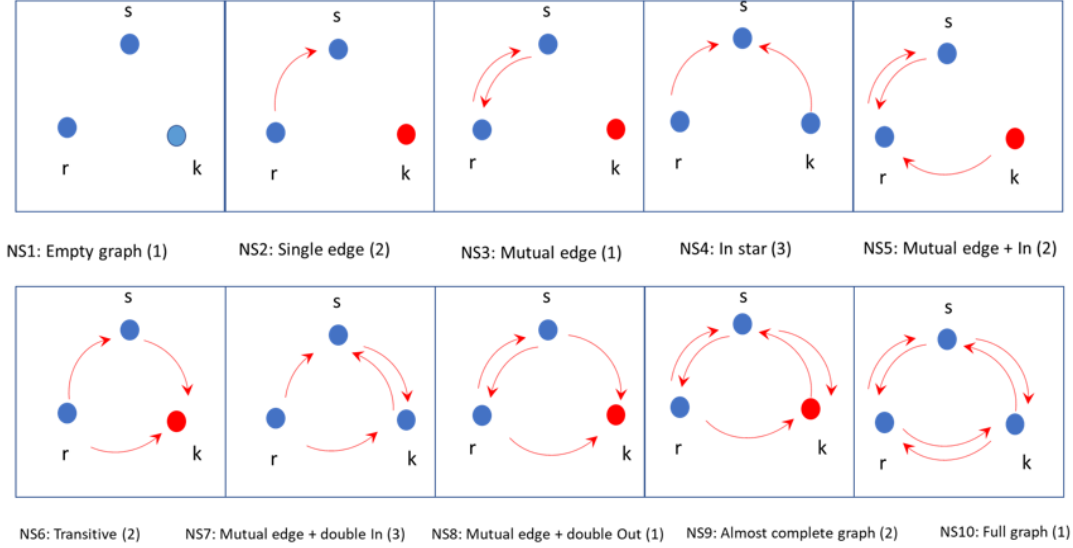 s s s s s
r k r k r k r k r k
NS1: Empty graph (1) NS2: Single edge (2) NS3: Mutual edge (1) NS4: In star (3) NS5: Mutual edge + In (2)
s s s s s
r k r k r k r k r k
NS6: Transitive (2) NS7: Mutual edge + double In (3) NS8: Mutual edge + double Out (1) NS9: Almost complete graph (2) NS10: Full graph (1)